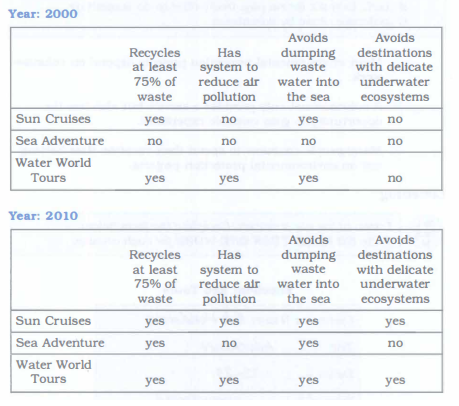 Year: 2000
Avoids Avoids
Recycles Has dumping destinations
at least system to waste with delicate
75% of reduce air water into underwater
waste pollution the sea ecosystems
Sun Cruises yes no yes no
Sea Adventure no no no no
Water World
Tours yes yes yes no
Year: 2010
Avoids Avoids
Recycles Has dumping destinations
at least system to waste with delicate
75% of reduce air water into underwater
waste pollution the sea ecosystems
Sun Cruises yes yes yes yes
Sea Adventure yes no yes no
Water World
Tours yes yes yes yes